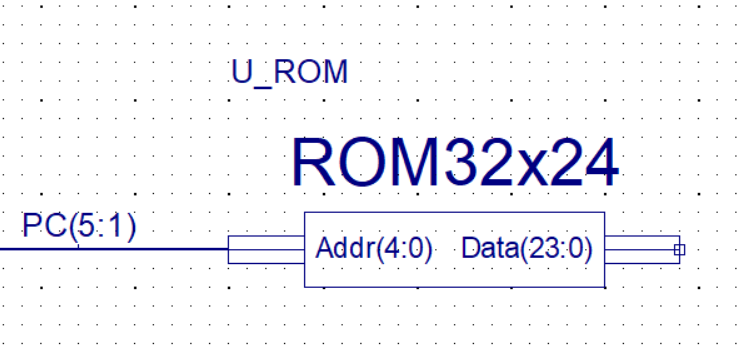 U_ROM
ROM32x24
PC(5:1)
Addr(4:0) Data(23:0)